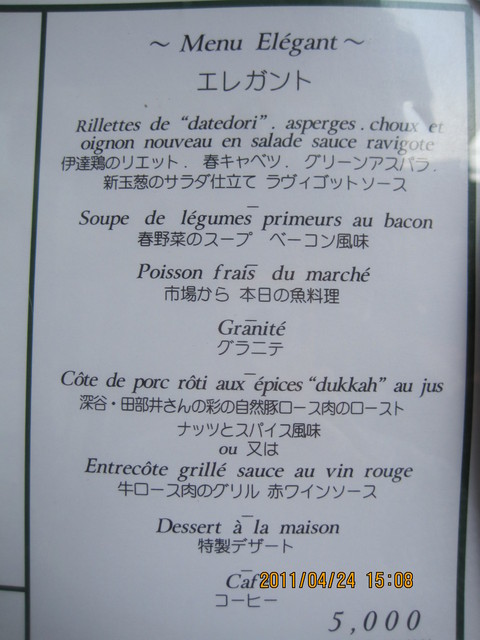 ～ Menu Elégant ～
エレガント
Rillettes de "datedori" . asperges . choux et
oignon nouveau en salade sauce ravigote
伊達鶏のリエット． 春キャベツ． グリーンアスパラ．
新玉葱のサラダ仕立て ラヴィゴットソース
Soupe de légumes primeurs au bacon
春野菜のスープ ベーコン風味
Poisson frais du marché
市場から 本日の魚料理
Granité
グラニテ
Côte de porc rôti aux épices "dukkah" au jus
深谷・田部井さんの彩の自然豚ロース肉のロースト
ナッツとスパイス風味
ou 又は
Entrecôte grillé sauce au vin rouge
牛ロース肉のグリル 赤ワインソース
Dessert à la maison
特製デザート
Caf
2011/04/24 15:08
コーヒー
5,000